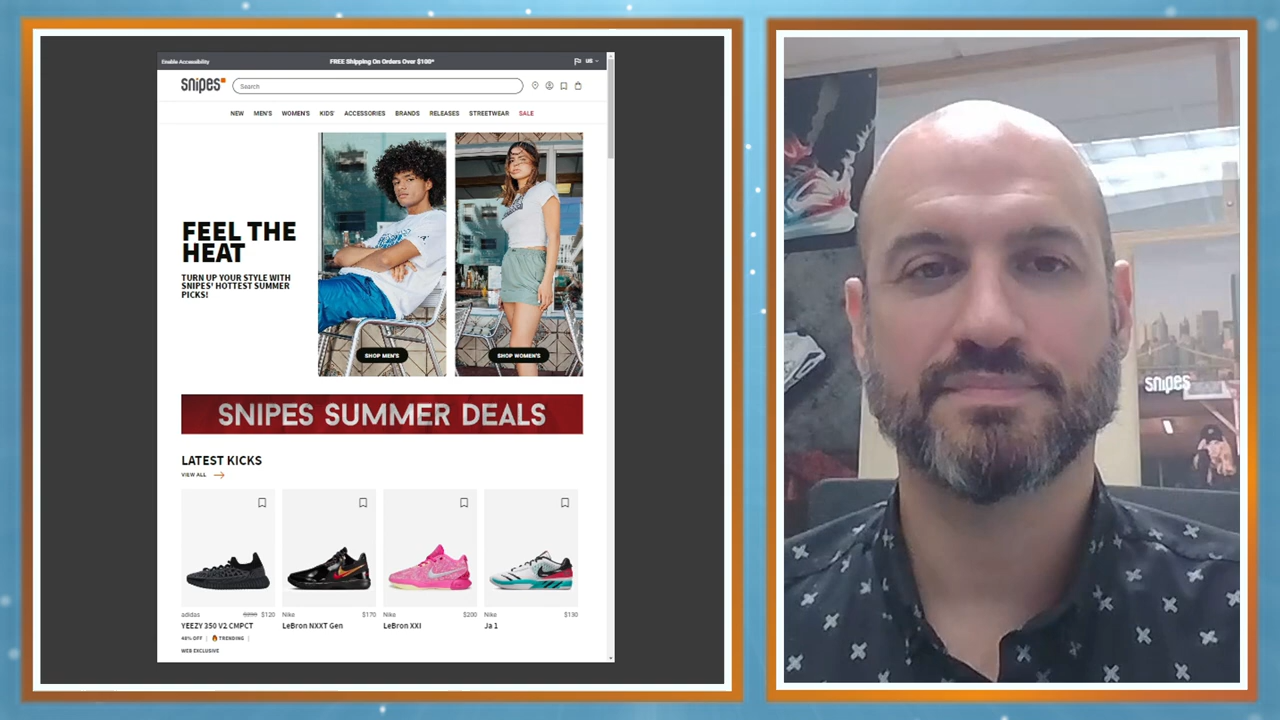 Enable Accessibility
FREE Shipping On Orders Over $100*
US
snipes
Search
NEW
MEN'S
WOMEN'S
KIDS'
ACCESSORIES
BRANDS
RELEASES
STREETWEAR
SALE
FEEL THE
HEAT
TURN UP YOUR STYLE WITH
SNIPES' HOTTEST SUMMER
PICKS!
SHOP MEN'S
SHOP WOMEN'S
SNIPES SUMMER DEALS
LATEST KICKS
VIEW ALL
adidas
$120
YEEZY 350 V2 CMPCT
TRENDING
WEB EXCLUSIVE
Nike
$170
LeBron NXXT Gen
Nike
$200
LeBron XXI
Nike
$130
Ja 1
snipes